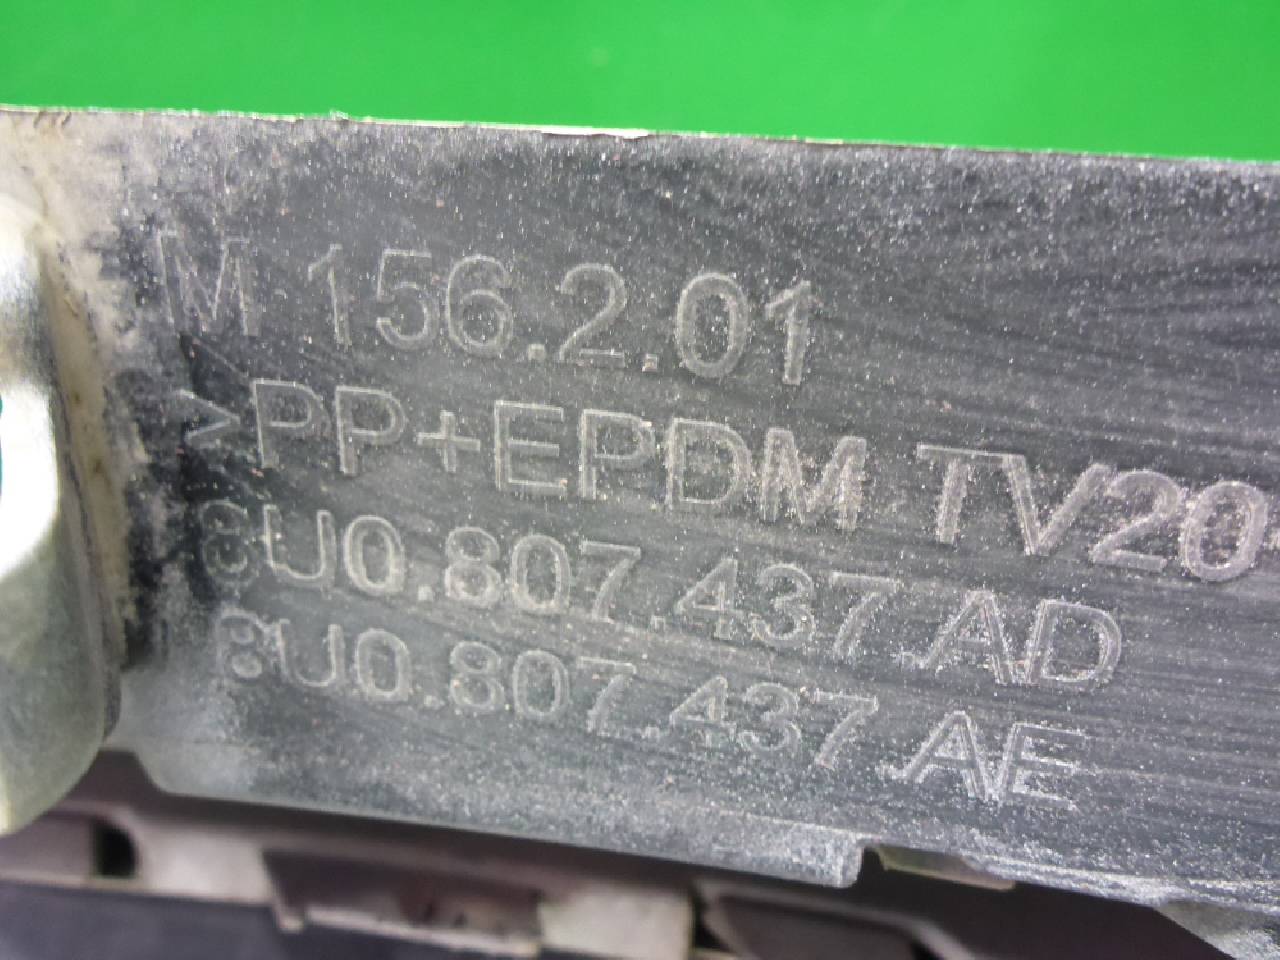 M 156.2.01
>PP+EPDM TV20
8U0.807.437 AD
8U0.807.437 AE